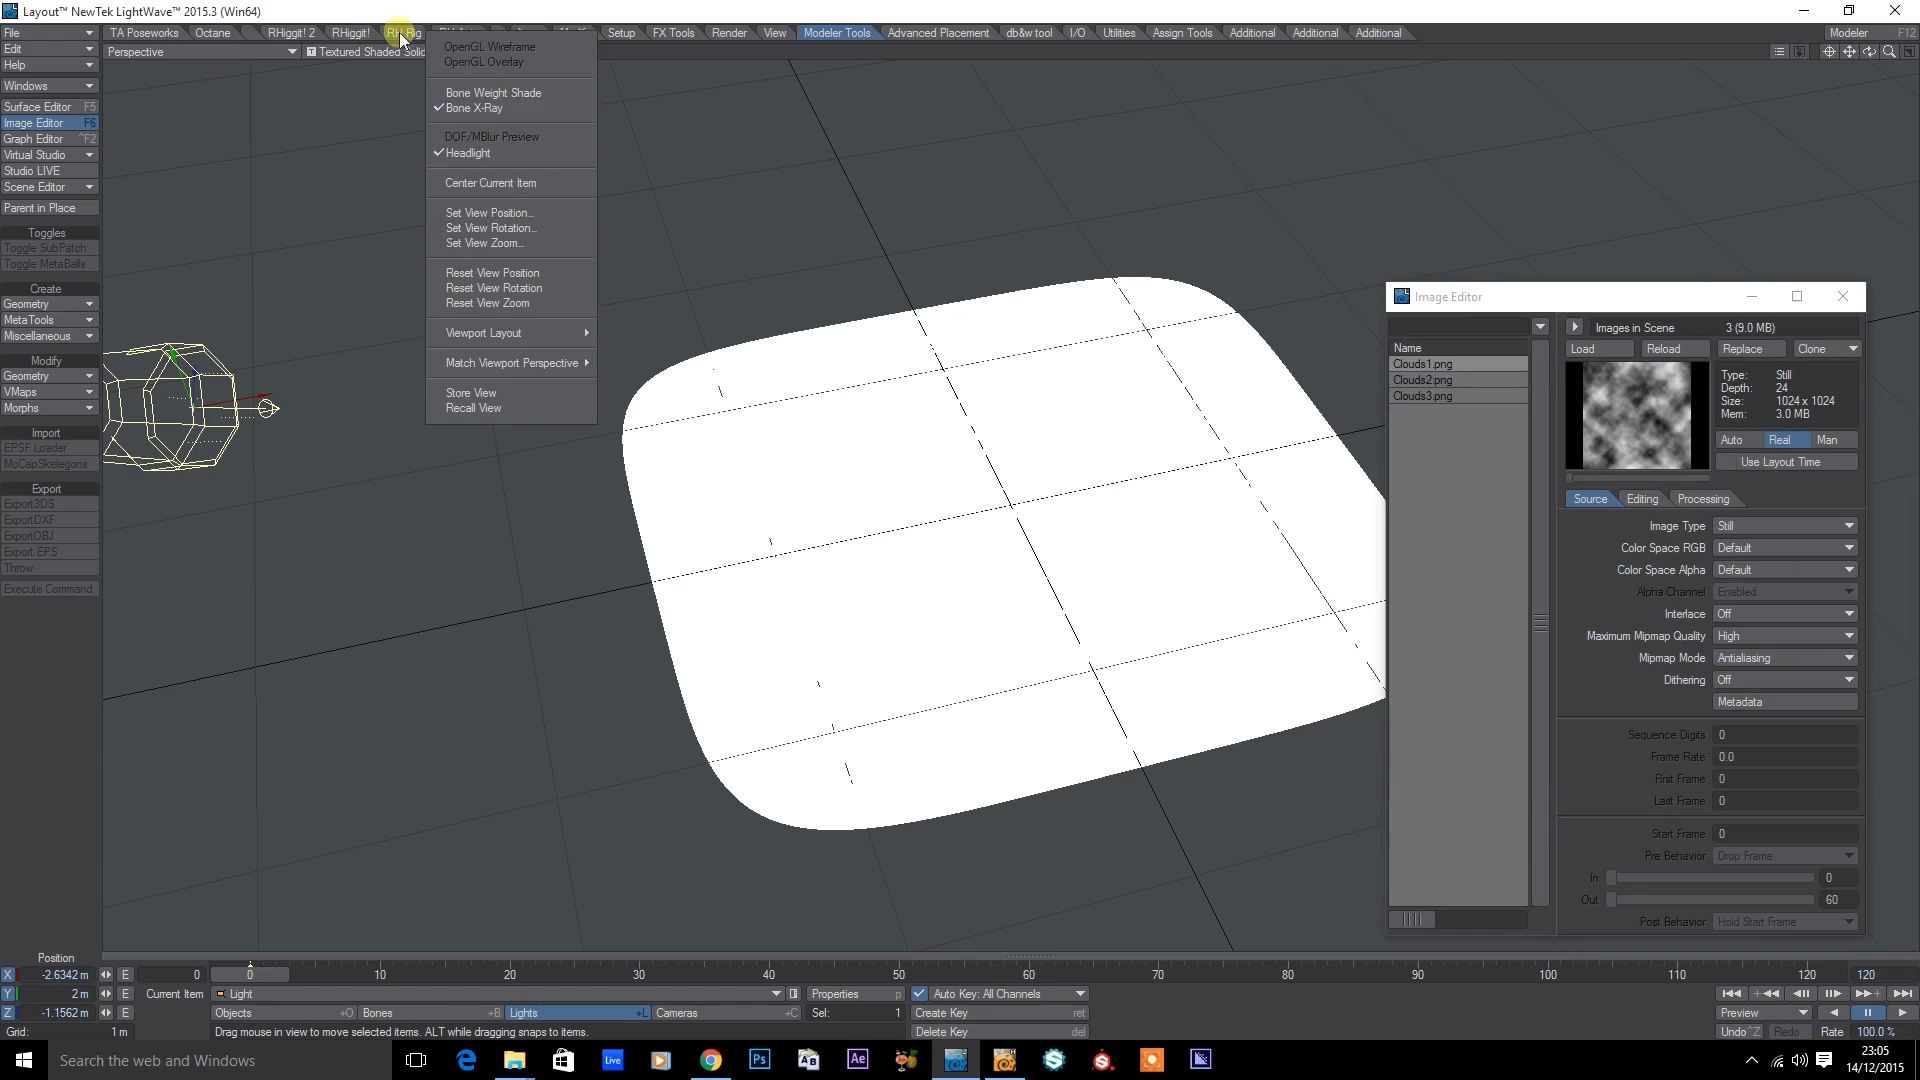 Layout™ NewTek LightWave™ 2015.3 (Win64)
File
TA Poseworks
Octane
RHiggit! 2
RHiggit!
Setup
FX Tools
Render
View
Modeler Tools
Advanced Placement
db&w tool
I/O
Utilities
Assign Tools
Additional
Additional
Additional
Modeler F12
Edit
Perspective
T Textured Shaded Solid
Help
Windows
Surface Editor F5
Image Editor F6
Graph Editor ^F2
Virtual Studio
Studio LIVE
Scene Editor
Parent in Place
Toggles
Toggle SubPatch
Toggle MetaBalls
Create
Geometry
MetaTools
Miscellaneous
Modify
Geometry
VMaps
Morphs
Import
EPSF Loader
MoCapSkelegons
Export
Export3DS
ExportDXF
ExportOBJ
Export EPS
Throw
Execute Command
OpenGL Wireframe
OpenGL Overlay
Bone Weight Shade
Bone X-Ray
DOF/MBlur Preview
Headlight
Center Current Item
Set View Position...
Set View Rotation...
Set View Zoom...
Reset View Position
Reset View Rotation
Reset View Zoom
Viewport Layout
Match Viewport Perspective
Store View
Recall View
Image Editor
Name
Clouds1.png
Clouds2.png
Clouds3.png
Images in Scene 3 (9.0 MB)
Load Reload Replace Clone
Type: Still
Depth: 24
Size: 1024 x 1024
Mem: 3.0 MB
Auto Real Man
Use Layout Time
Source Editing Processing
Image Type Still
Color Space RGB Default
Color Space Alpha Default
Alpha Channel Enabled
Interlace Off
Maximum Mipmap Quality High
Mipmap Mode Antialiasing
Dithering Off
Metadata
Sequence Digits 0
Frame Rate 0.0
First Frame 0
Last Frame 0
Start Frame 0
Pre Behavior Drop Frame
In 0
Out 60
Post Behavior Hold Start Frame
Position
X -2.6342 m E 0 0 10 20 30 40 50 60 70 80 90 100 110 120 120
Y 2 m E Current Item Light Properties p Auto Key: All Channels
Z -1.1562 m E Objects +O Bones +B Lights +L Cameras +C Sel: 1 Create Key ret Preview
Grid: 1 m Drag mouse in view to move selected items. ALT while dragging snaps to items. Delete Key del Undo ^Z Redo Rate 100.0 %
Search the web and Windows
Live
Ps
Ae
23:05
14/12/2015